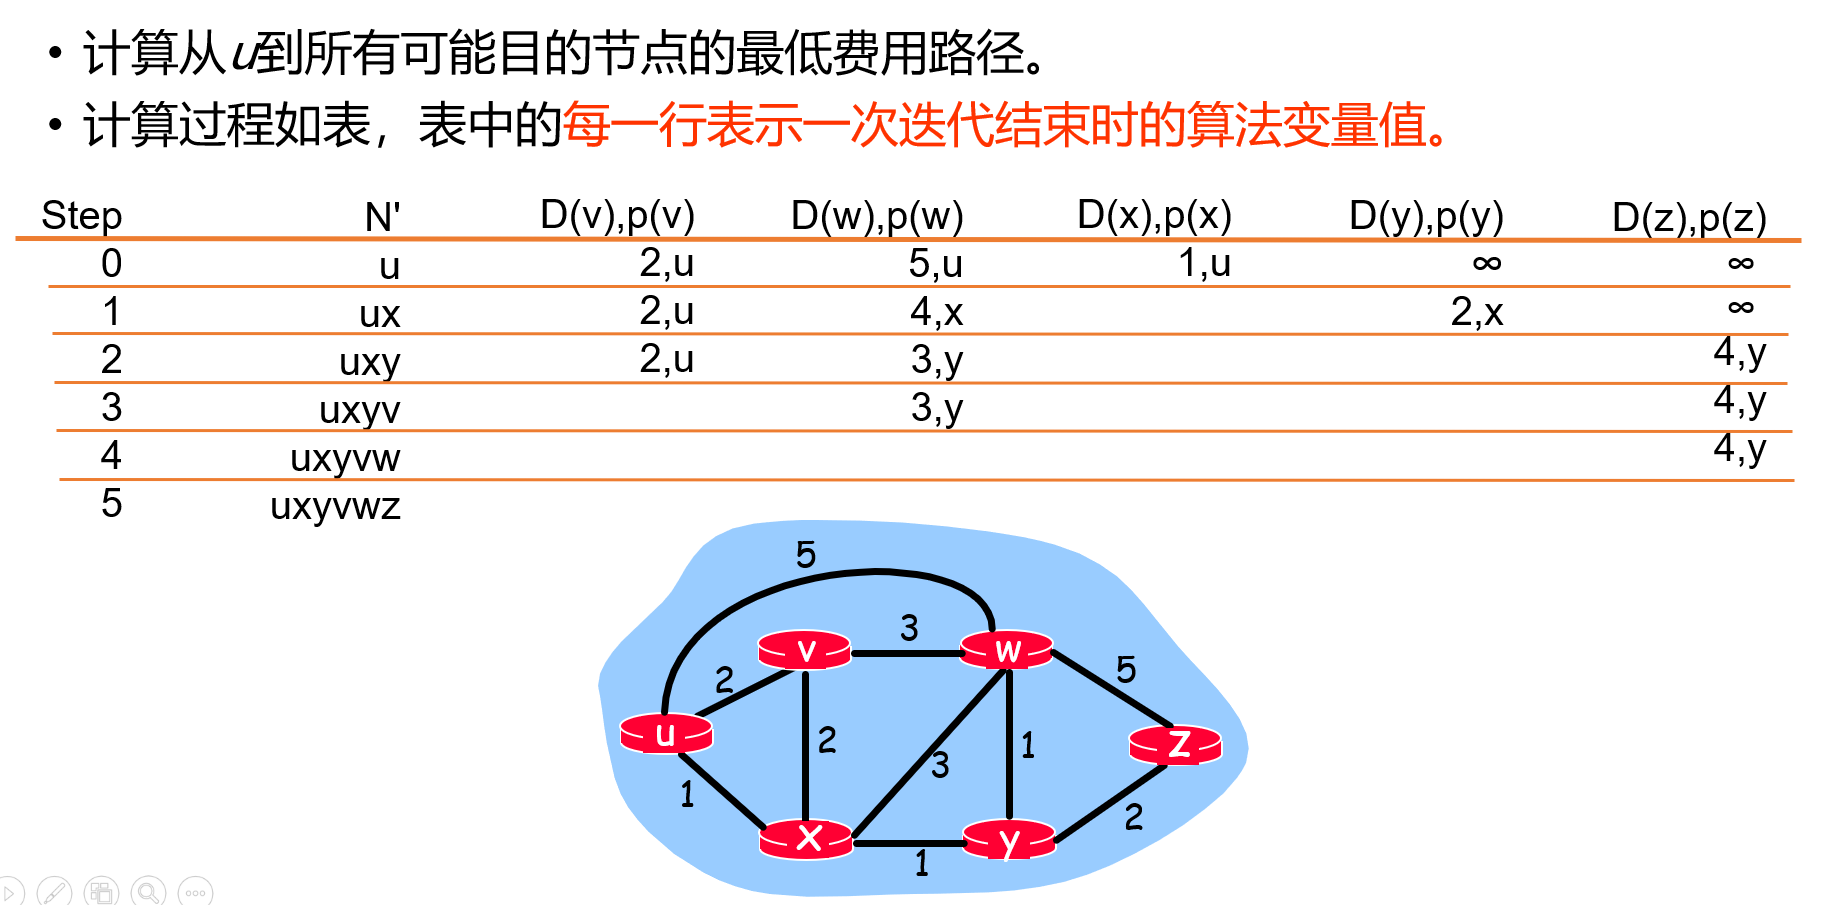 • 计算从u到所有可能目的节点的最低费用路径。
• 计算过程如表，表中的每一行表示一次迭代结束时的算法变量值。
Step N' D(v),p(v) D(w),p(w) D(x),p(x) D(y),p(y) D(z),p(z)
0 u 2,u 5,u 1,u ∞ ∞
1 ux 2,u 4,x 2,x ∞
2 uxy 2,u 3,y 4,y
3 uxyv 3,y 4,y
4 uxyvw 4,y
5 uxyvwz
5
3
v w
2 5
u z
2 1
3
1 2
x y
1